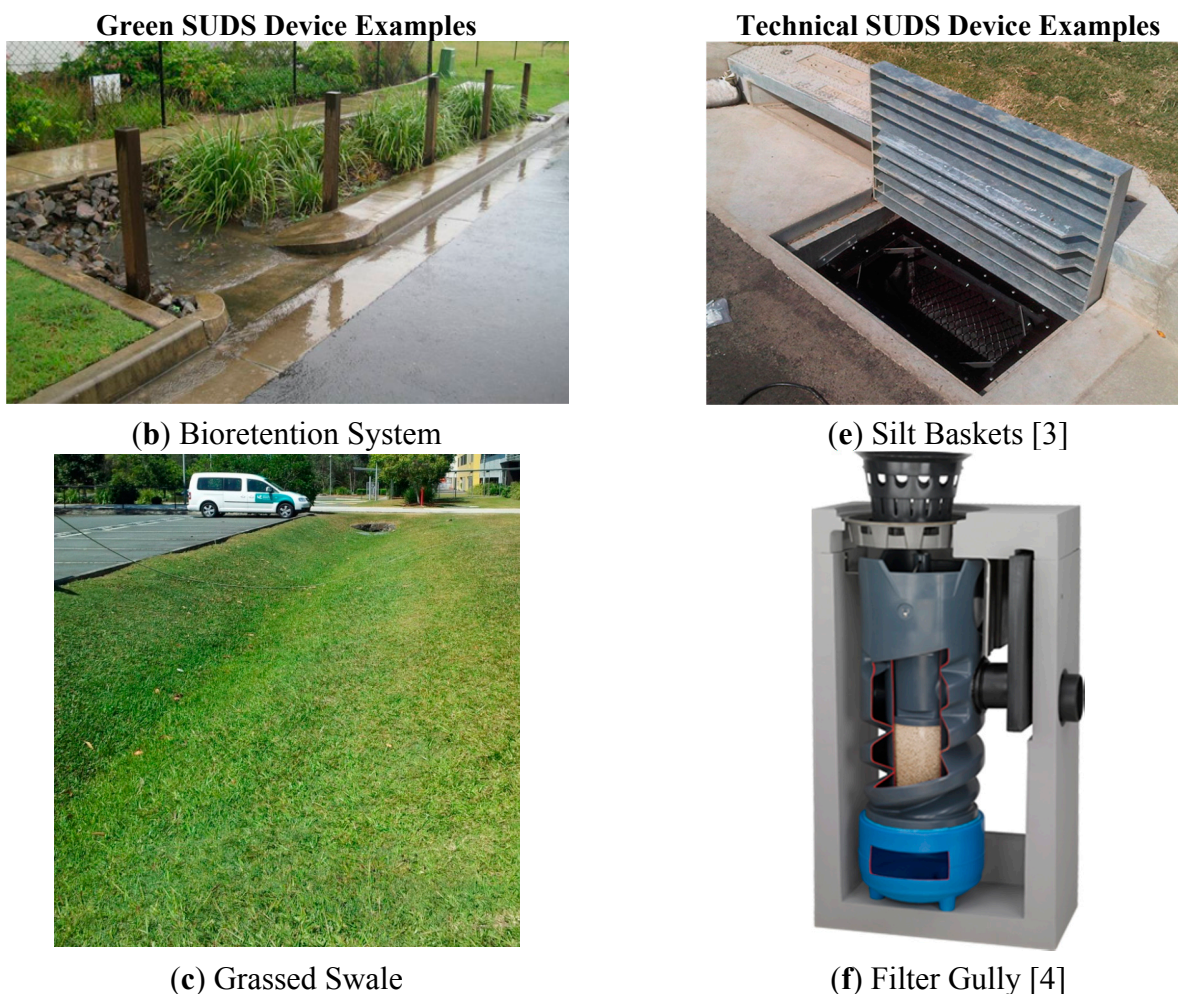 Green SUDS Device Examples
Technical SUDS Device Examples
(b) Bioretention System
(e) Silt Baskets [3]
(c) Grassed Swale
(f) Filter Gully [4]